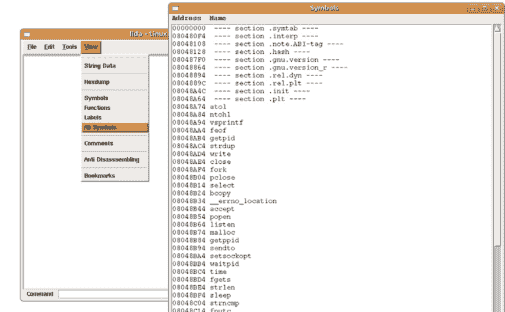 Symbols
Address Name
00000000 ---- section .symtab ----
080480F4 ---- section .interp ----
08048108 ---- section .note.ABI-tag ----
08048128 ---- section .hash ----
080487F0 ---- section .gnu.version ----
08048864 ---- section .gnu.version_r ----
08048894 ---- section .rel.dyn ----
0804889C ---- section .rel.plt ----
08048A4C ---- section .init ----
08048A64 ---- section .plt ----
08048A74 atol
08048A84 ntohl
08048A94 vsprintf
08048AA4 feof
08048AB4 getpid
08048AC4 strdup
08048AD4 write
08048AE4 close
08048AF4 fork
08048B04 pclose
08048B14 select
08048B24 bcopy
08048B34 __errno_location
08048B44 accept
08048B54 popen
08048B64 listen
08048B74 malloc
08048B84 getppid
08048B94 sendto
08048BA4 setsockopt
08048BB4 waitpid
08048BC4 time
08048BD4 fgets
08048BE4 strlen
08048BF4 sleep
08048C04 strncmp
08048C14 fputc
File Edit Tools View
String Data
Hexdump
Symbols
Functions
Labels
Comments
Anti Disassembling
Bookmarks
Command